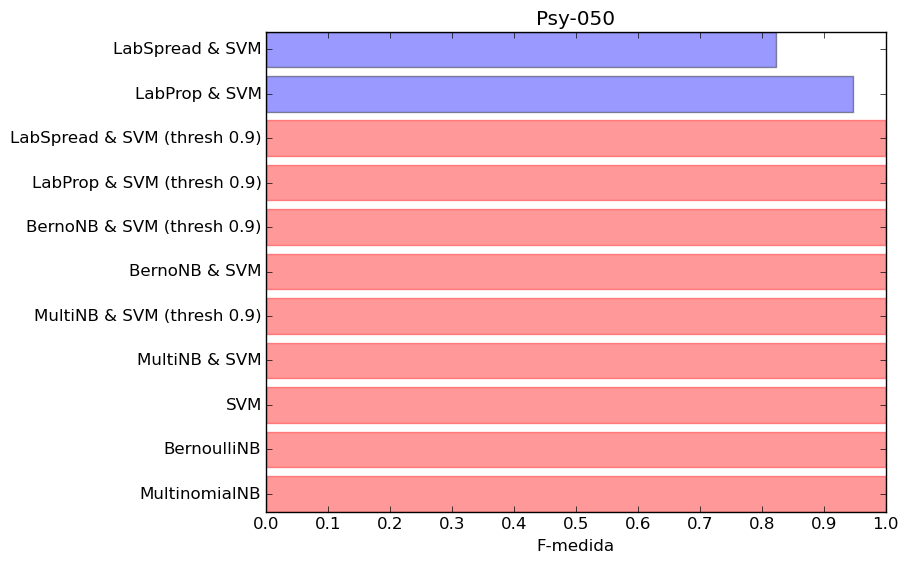 Psy-050
LabSpread & SVM
LabProp & SVM
LabSpread & SVM (thresh 0.9)
LabProp & SVM (thresh 0.9)
BernoNB & SVM (thresh 0.9)
BernoNB & SVM
MultiNB & SVM (thresh 0.9)
MultiNB & SVM
SVM
BernoulliNB
MultinomialNB
0.0 0.1 0.2 0.3 0.4 0.5 0.6 0.7 0.8 0.9 1.0
F-medida